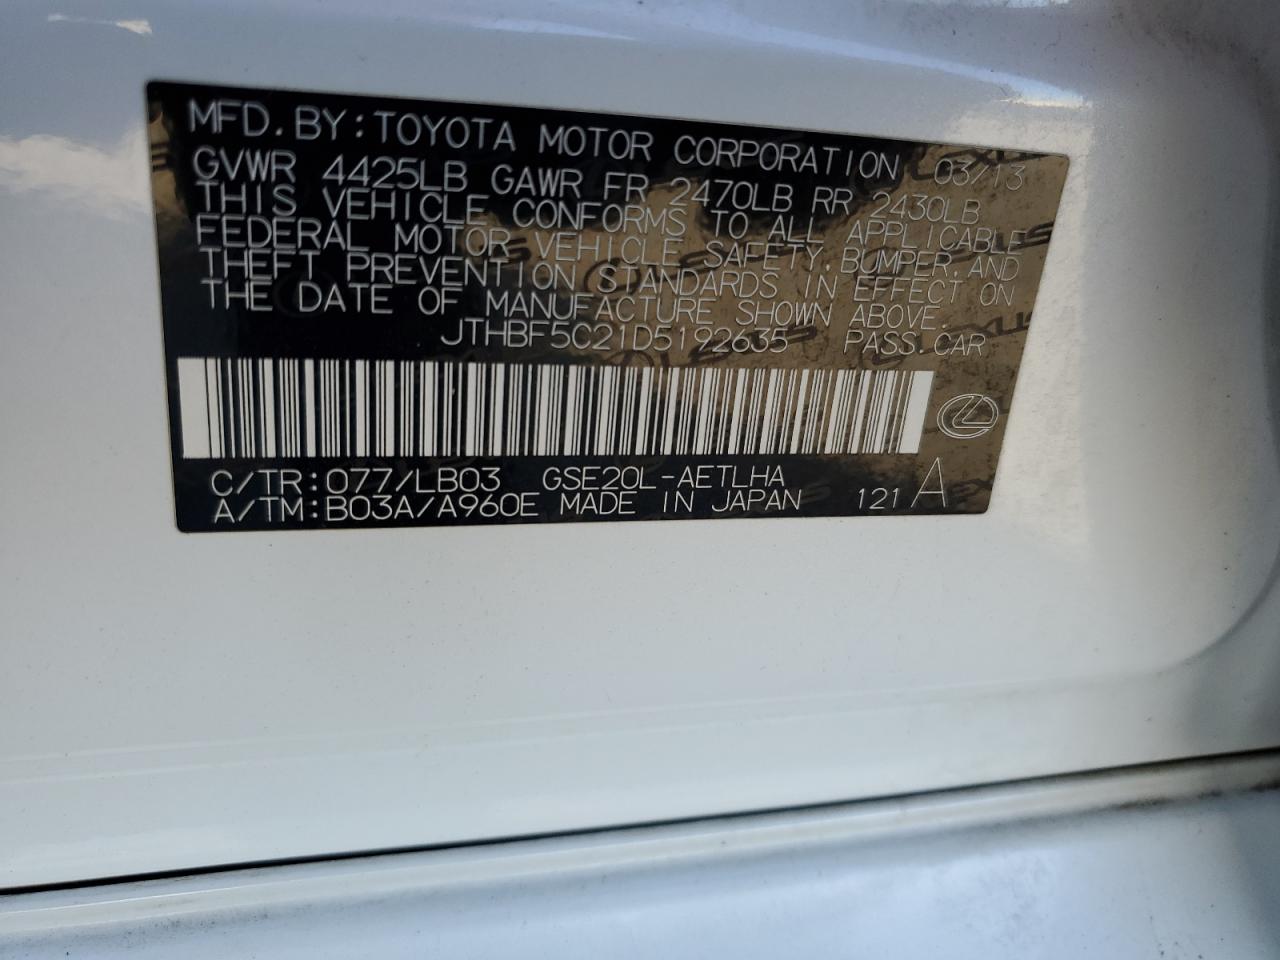 MFD.BY:TOYOTA MOTOR CORPORATION 03/13
GVWR 4425LB GAWR FR 2470LB RR 2430LB
THIS VEHICLE CONFORMS TO ALL APPLICABLE
FEDERAL MOTOR VEHICLE SAFETY,BUMPER,AND
THEFT PREVENTION STANDARDS IN EFFECT ON
THE DATE OF MANUFACTURE SHOWN ABOVE.
JTHBF5C21D5192635 PASS.CAR
C/TR:077/LB03 GSE20L-AETLHA
A/TM:B03A/A960E MADE IN JAPAN 121 A